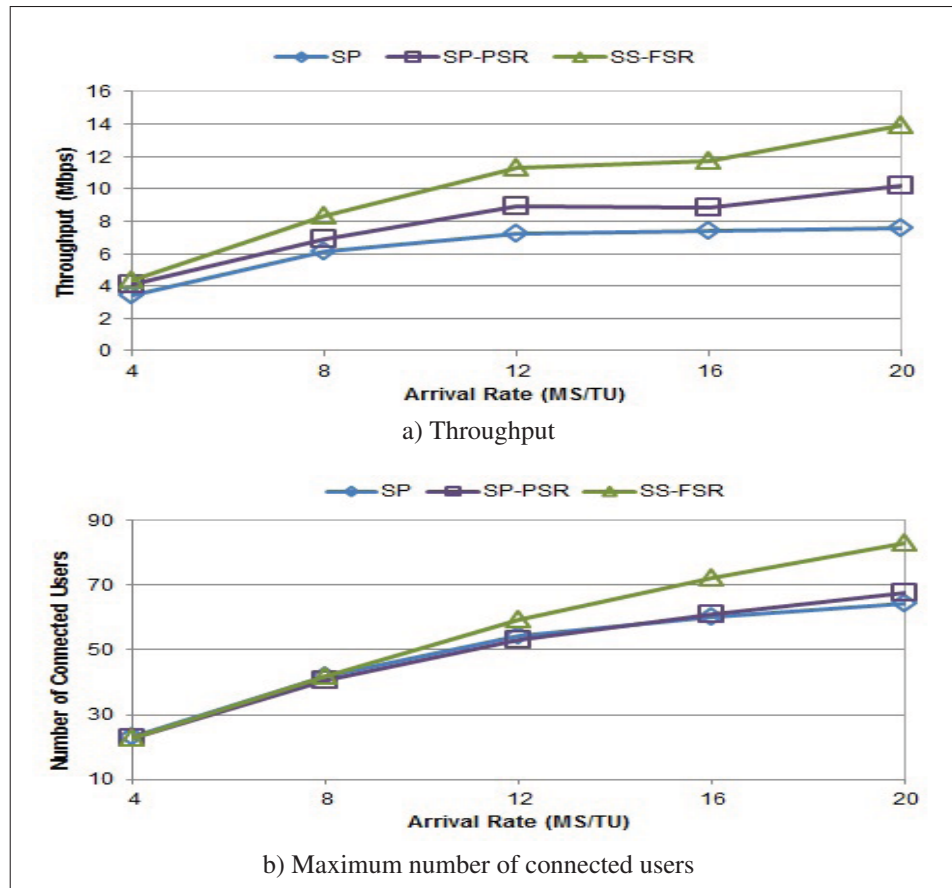 SP SP-PSR SS-FSR
16
14
12
10
8
6
4
2
0
Throughput (Mbps)
4 8 12 16 20
Arrival Rate (MS/TU)
a) Throughput
SP SP-PSR SS-FSR
90
70
50
30
10
Number of Connected Users
4 8 12 16 20
Arrival Rate (MS/TU)
b) Maximum number of connected users